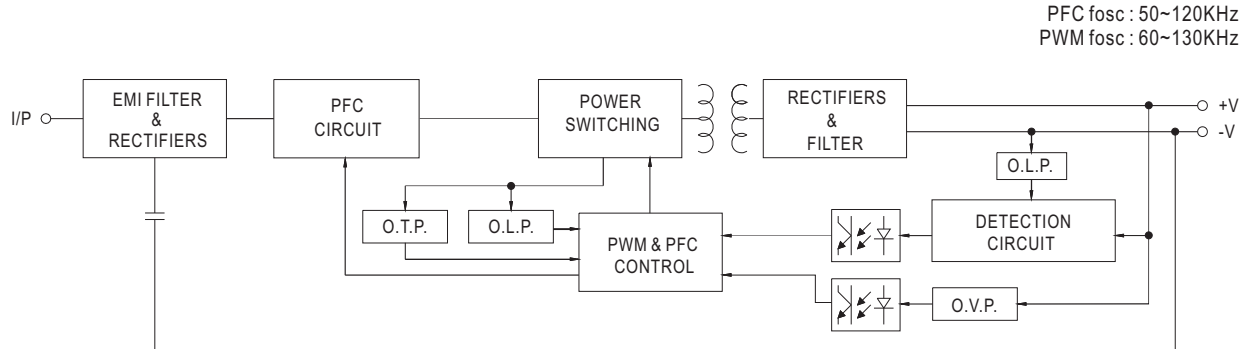 PFC fosc : 50~120KHz
PWM fosc : 60~130KHz
I/P
EMI FILTER
&
RECTIFIERS
PFC
CIRCUIT
POWER
SWITCHING
RECTIFIERS
&
FILTER
+V
-V
O.L.P.
O.T.P.
O.L.P.
PWM & PFC
CONTROL
DETECTION
CIRCUIT
O.V.P.